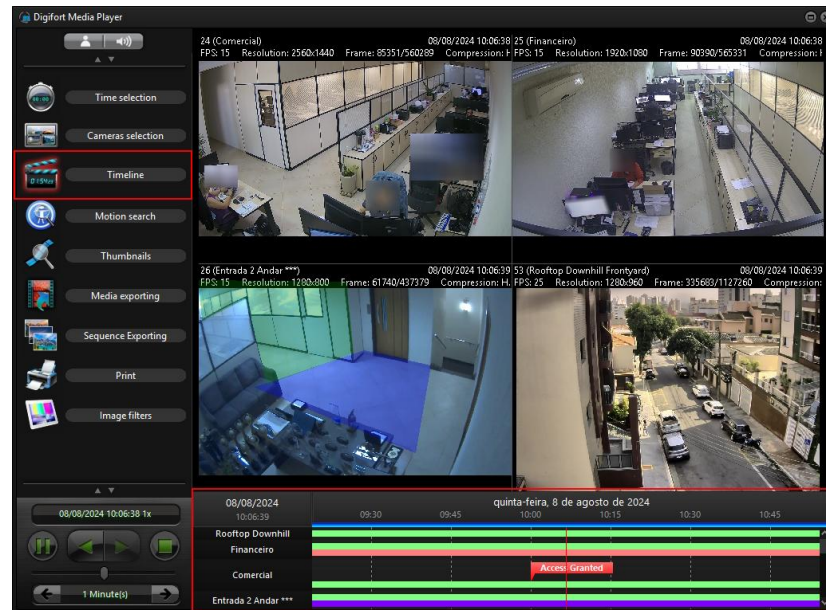 Digifort Media Player
Time selection
Cameras selection
Timeline
Motion search
Thumbnails
Media exporting
Sequence Exporting
Print
Image filters
08/08/2024 10:06:38 1x
1 Minute(s)
24 (Comercial) 08/08/2024 10:06:38
FPS: 15 Resolution: 2560x1440 Frame: 85351/560289 Compression: H
25 (Financeiro) 08/08/2024 10:06:38
FPS: 15 Resolution: 1920x1080 Frame: 90390/565331 Compression: H
26 (Entrada 2 Andar ***) 08/08/2024 10:06:39
FPS: 15 Resolution: 1280x800 Frame: 61740/437379 Compression: H.
53 (Rooftop Downhill Frontyard) 08/08/2024 10:06:39
FPS: 25 Resolution: 1280x960 Frame: 335683/1127260 Compression:
08/08/2024 quinta-feira, 8 de agosto de 2024
10:06:39 09:30 09:45 10:00 10:15 10:30 10:45
Rooftop Downhill
Financeiro
Access Granted
Comercial
Entrada 2 Andar ***